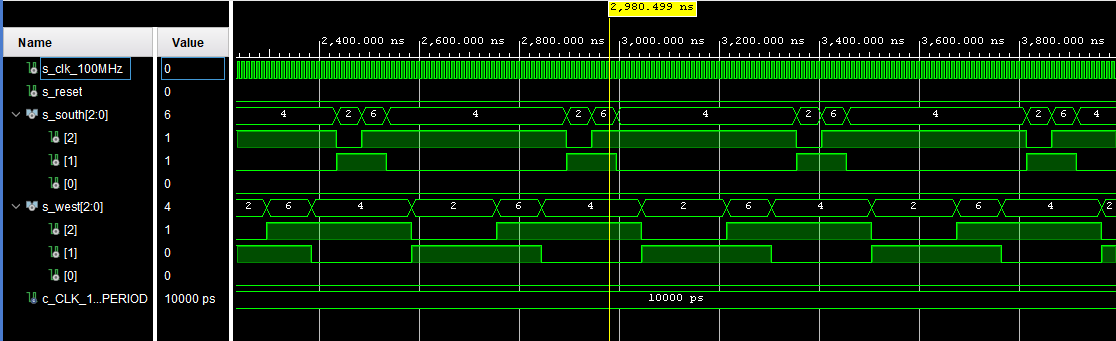 2,980.499 ns
Name Value
2,400.000 ns 2,600.000 ns 2,800.000 ns 3,000.000 ns 3,200.000 ns 3,400.000 ns 3,600.000 ns 3,800.000 ns
s_clk_100MHz 0
s_reset 0
s_south[2:0] 6 4 2 6 4 2 6 4 2 6 4 2 6 4
[2] 1
[1] 1
[0] 0
s_west[2:0] 4 2 6 4 2 6 4 2 6 4 2 6 4 2
[2] 1
[1] 0
[0] 0
c_CLK_1...PERIOD 10000 ps 10000 ps